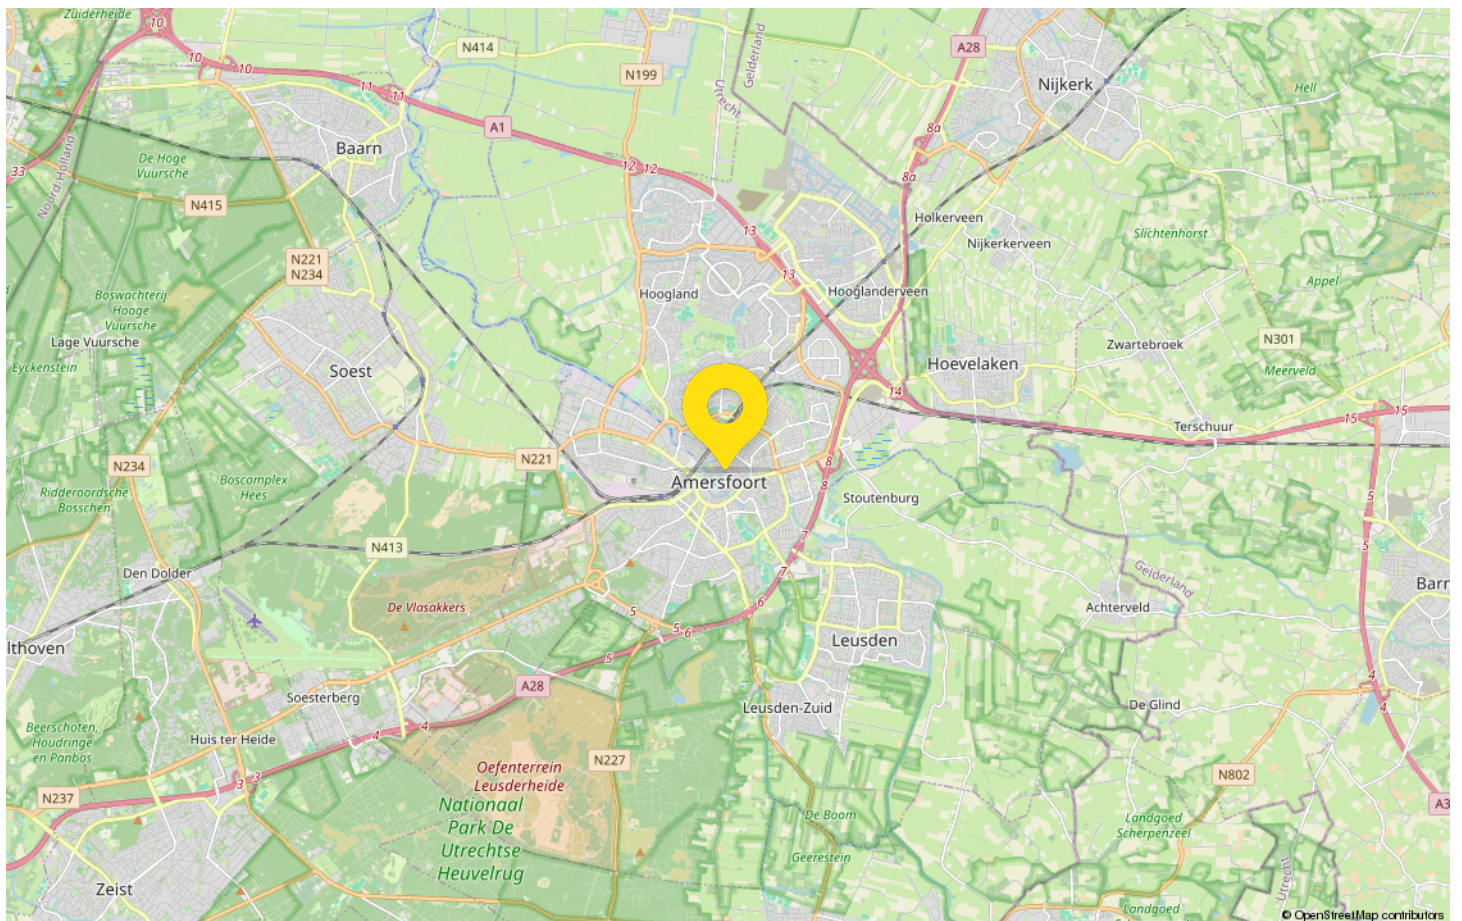 Zuiderheide
10
N414
Gelderland
A28
10
10
N199
Nijkerk
Hell
11
11
Utrecht
A1
8a
Baarn
De Hoge
Vuursche
12
12
33
8a
Noord-Holland
N415
Holkerveen
13
Slichtenhorst
Nijkerkerveen
N221
N234
13
Appel
Boswachterij
Hooge
Vuursche
Hoogland
Hooglanderveen
Lage Vuursche
N301
Zwartebroek
Eyckenstein
Soest
Hoevelaken
Meerveld
14
15
15
Terschuur
N221
N234
8
Boscomplex
Hees
Amersfoort
8
Ridderoordsche
Bosschen
Stoutenburg
5
7
N413
5
Den Dolder
7
Gelderland
Barr
De Vlasakkers
6
Achterveld
5
5
6
lthoven
Leusden
5
A28
4
Soesterberg
De Glind
4
Leusden-Zuid
4
4
Beerschoten,
Houdringe
en Panbos
Huis ter Heide
N227
Oefenterrein
Leusderheide
N802
3
3
N237
A3
Nationaal
Park De
Utrechtse
Heuvelrug
De Boom
Landgoed
Scherpenzeel
Geerestein
Utrecht
Zeist
Landgoed
© OpenStreetMap contributors